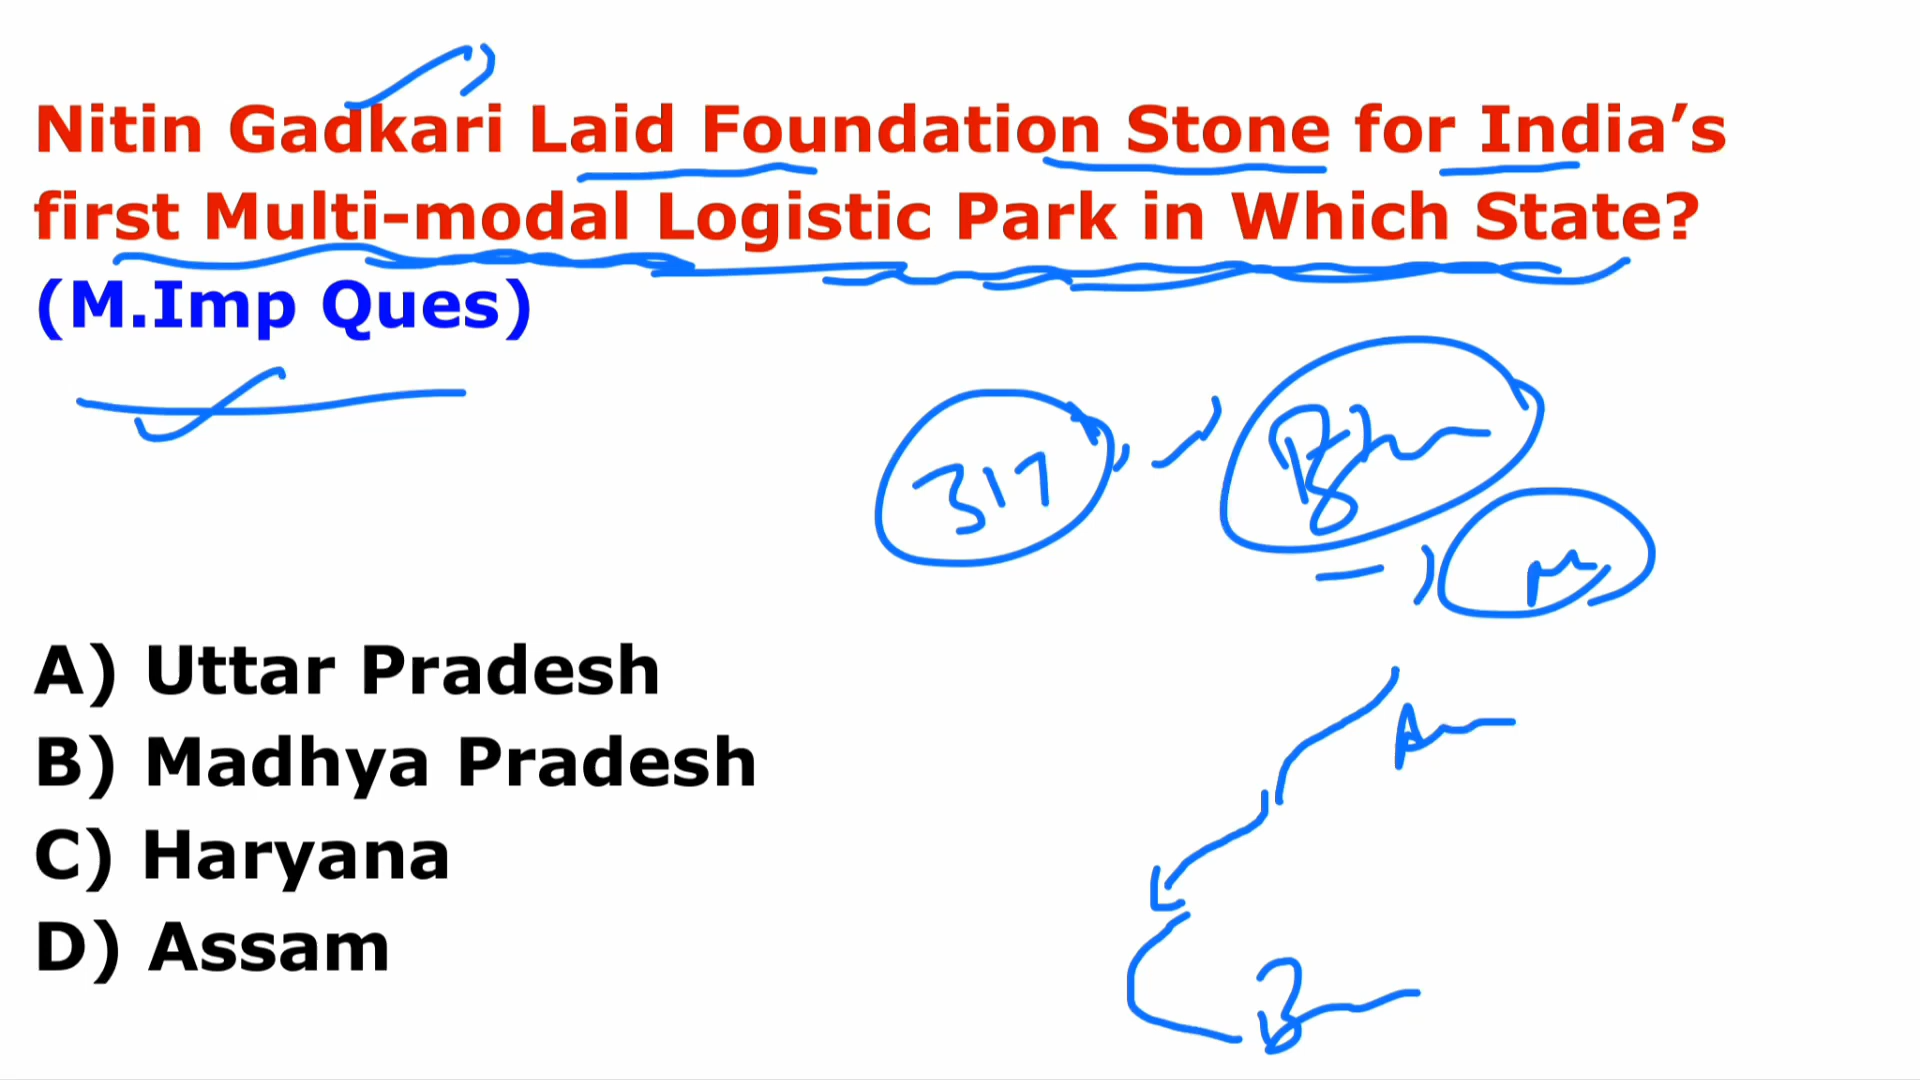 Nitin Gadkari Laid Foundation Stone for India’s
first Multi-modal Logistic Park in Which State?
(M.Imp Ques)
317
A) Uttar Pradesh
B) Madhya Pradesh
C) Haryana
D) Assam